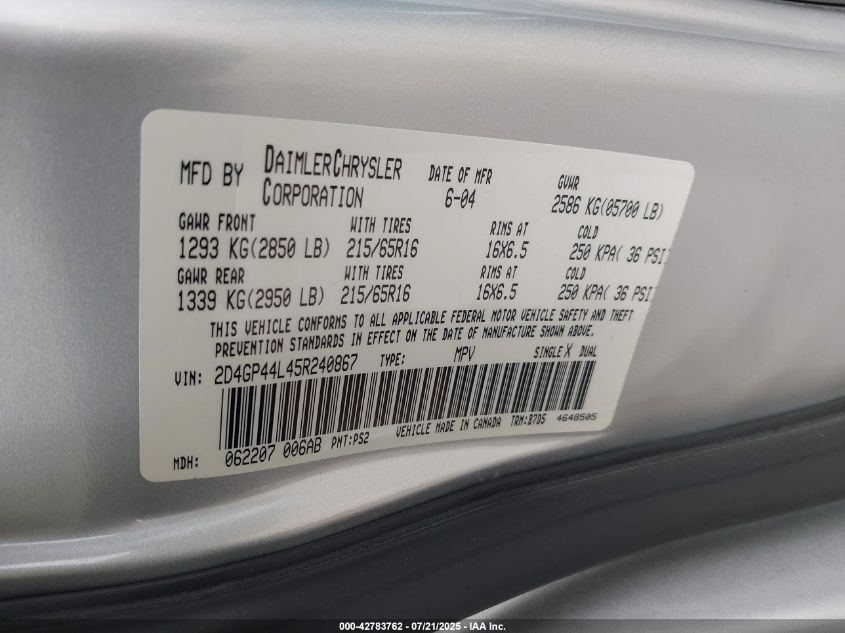 MFD BY DAIMLERCHRYSLER CORPORATION DATE OF MFR 6-04 GVWR 2586 KG(05700 LB)
GAWR FRONT WITH TIRES RIMS AT COLD
1293 KG(2850 LB) 215/65R16 16X6.5 250 KPA( 36 PSI)
GAWR REAR WITH TIRES RIMS AT COLD
1339 KG(2950 LB) 215/65R16 16X6.5 250 KPA( 36 PSI)
THIS VEHICLE CONFORMS TO ALL APPLICABLE FEDERAL MOTOR VEHICLE SAFETY AND THEFT
PREVENTION STANDARDS IN EFFECT ON THE DATE OF MANUFACTURE SHOWN ABOVE.
VIN: 2D4GP44L45R240867 TYPE: MPV SINGLE X DUAL
MDH: 062207 006AB PNT:PS2 VEHICLE MADE IN CANADA TRM:B7D5 4648505
000-42783762 - 07/21/2025 - IAA Inc.